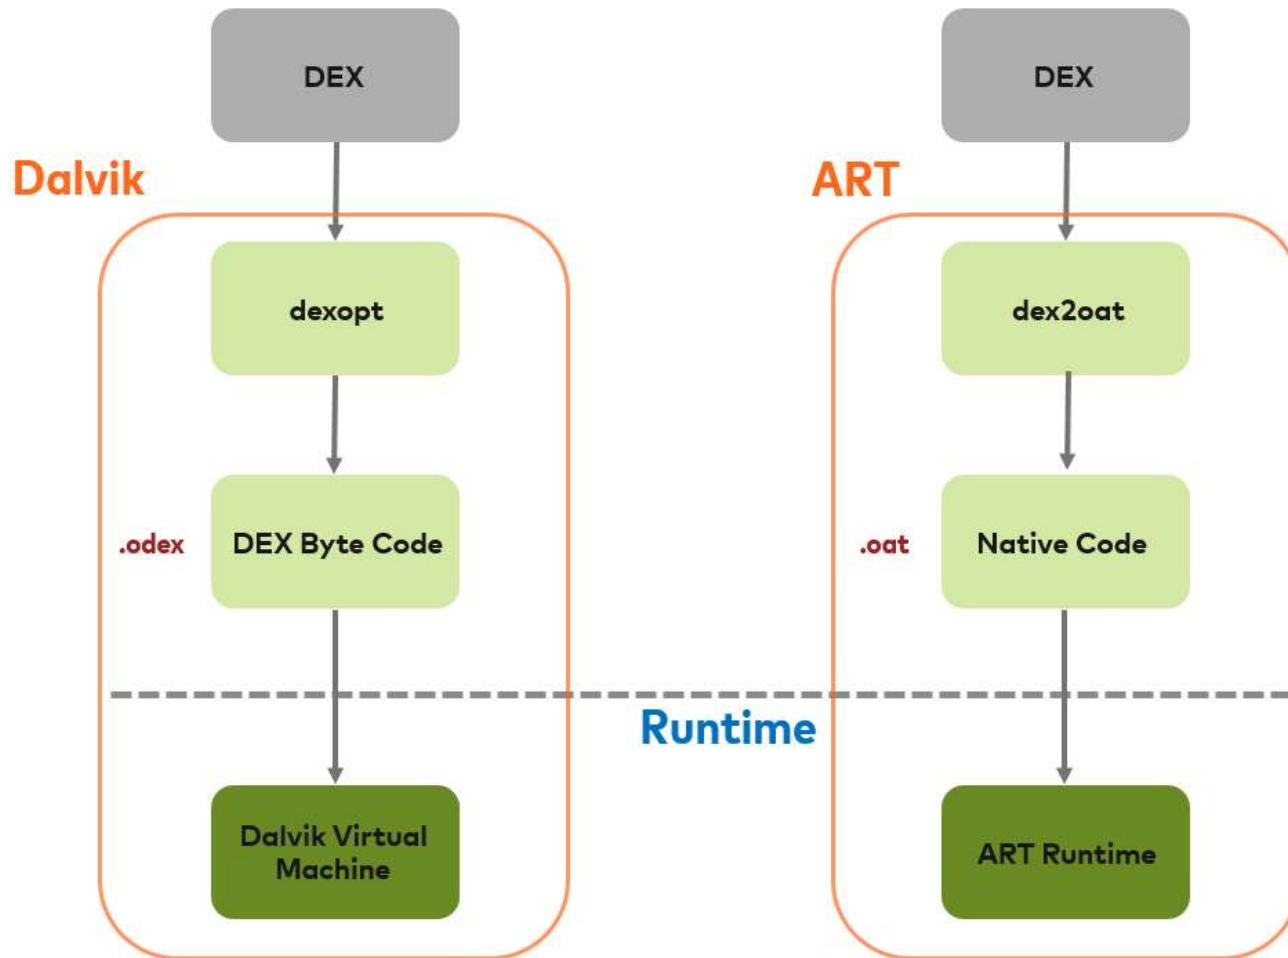 DEX
DEX
Dalvik
ART
dexopt
dex2oat
.odex
DEX Byte Code
.oat
Native Code
Runtime
Dalvik Virtual
Machine
ART Runtime